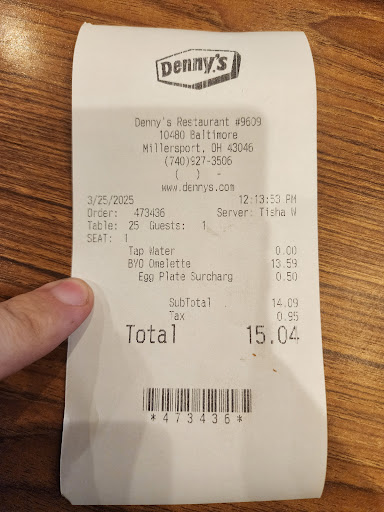 Denny's
Denny's Restaurant #9609
10480 Baltimore
Millersport, OH 43046
(740)927-3506
( ) -
www.dennys.com
3/25/2025 12:13:53 PM
Order: 473436 Server: Tisha W
Table: 25 Guests: 1
SEAT: 1
Tap Water 0.00
BYO Omelette 13.59
Egg Plate Surcharg 0.50
SubTotal 14.09
Tax 0.95
Total 15.04
*473436*